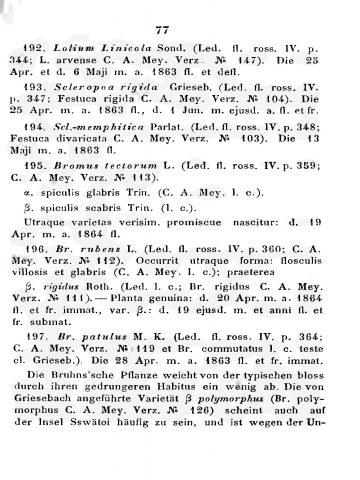 77
192. Lolium Linicola Sond. (Led. fl. ross. IV. p.
344; L. arvense C. A. Mey. Verz № 147). Die 25
Apr. et d. 6 Maji m. a. 1863 fl. et defl.
193. Scleropoa rigida Griseb. (Led. fl. ross. IV.
p. 347; Festuca rigida C. A. Mey. Verz. № 104). Die
25 Apr. m. a. 1863 fl., d. 1 Jun. m. ejusd. a. fl. et fr.
194. Scl. memphitica Parlat. (Led. fl. ross. IV. p. 348;
Festuca divaricata C. A. Mey. Verz. № 103). Die 13
Maji m. a. 1863 fl.
195. Bromus tectorum L. (Led. fl. ross. IV. p. 359;
C. A. Mey. Verz. № 113).
α. spiculis glabris Trin. (C. A. Mey. l. c.).
β. spiculis scabris Trin. (l. c.).
Utraque varietas verisim. promiscue nascitur: d. 19
Apr. m. a. 1864 fl.
196. Br. rubens L. (Led. fl. ross. IV. p. 360; C. A.
Mey. Verz. № 112). Occurrit utraque forma: flosculis
villosis et glabris (C. A. Mey. l. c.); praeterea
β. rigidus Roth. (Led. l. c.; Br. rigidus C. A. Mey.
Verz. № 111). — Planta genuina: d. 20 Apr. m. a. 1864
fl. et fr. immat., var. β.: d. 19 ejusd. m. et anni fl. et
fr. submat.
197. Br. patulus M. K. (Led. fl. ross. IV. p. 364;
C. A. Mey. Verz. № 119 et Br. commutatus l. c. teste
cl. Griseb.). Die 28 Apr. m. a. 1863 fl. et fr. immat.
Die Bruhns'sche Pflanze weicht von der typischen bloss
durch ihren gedrungeren Habitus ein wenig ab. Die von
Griesebach angeführte Varietät β polymorphus (Br. poly-
morphus C. A. Mey. Verz. № 126) scheint auch auf
der Insel Sswätoi häufig zu sein, und ist wegen der Un-